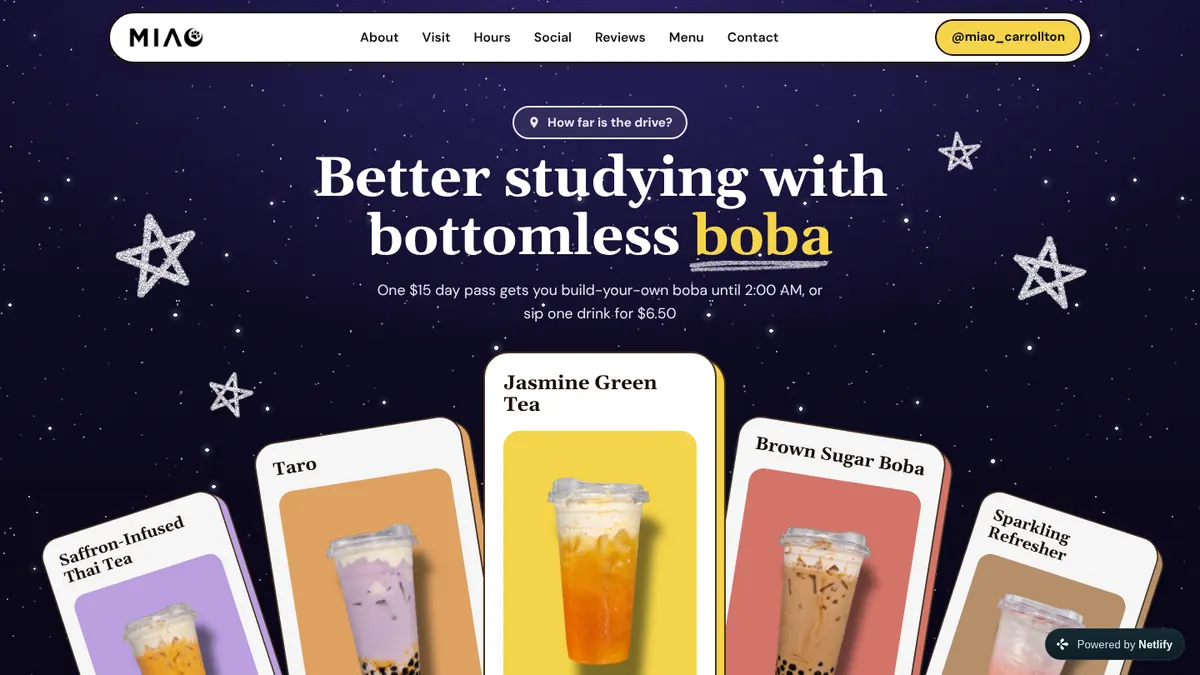 MIAO
About
Visit
Hours
Social
Reviews
Menu
Contact
@miao_carrollton
How far is the drive?
Better studying with
bottomless boba
One $15 day pass gets you build-your-own boba until 2:00 AM, or
sip one drink for $6.50
Saffron-Infused
Thai Tea
Taro
Jasmine Green
Tea
Brown Sugar Boba
Sparkling
Refresher
Powered by Netlify